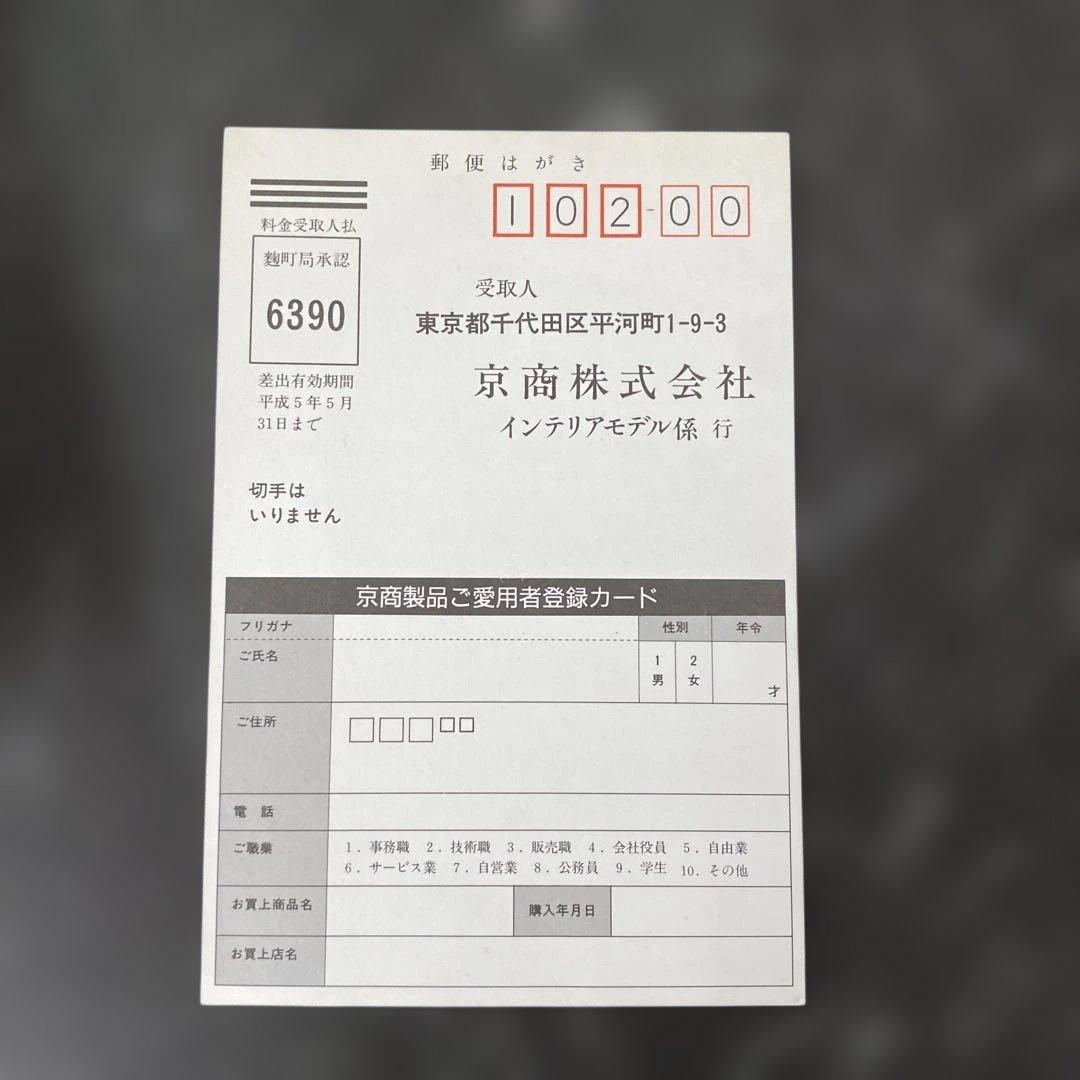 郵便はがき
102-00
料金受取人払
麹町局承認
6390
差出有効期間
平成5年5月
31日まで
切手は
いりません
受取人
東京都千代田区平河町1-9-3
京商株式会社
インテリアモデル係 行
京商製品ご愛用者登録カード
フリガナ
性別 年令
ご氏名
1 2
男 女
才
ご住所
電話
ご職業
1．事務職 2．技術職 3．販売職 4．会社役員 5．自由業
6．サービス業 7．自営業 8．公務員 9．学生 10．その他
お買上商品名 購入年月日
お買上店名